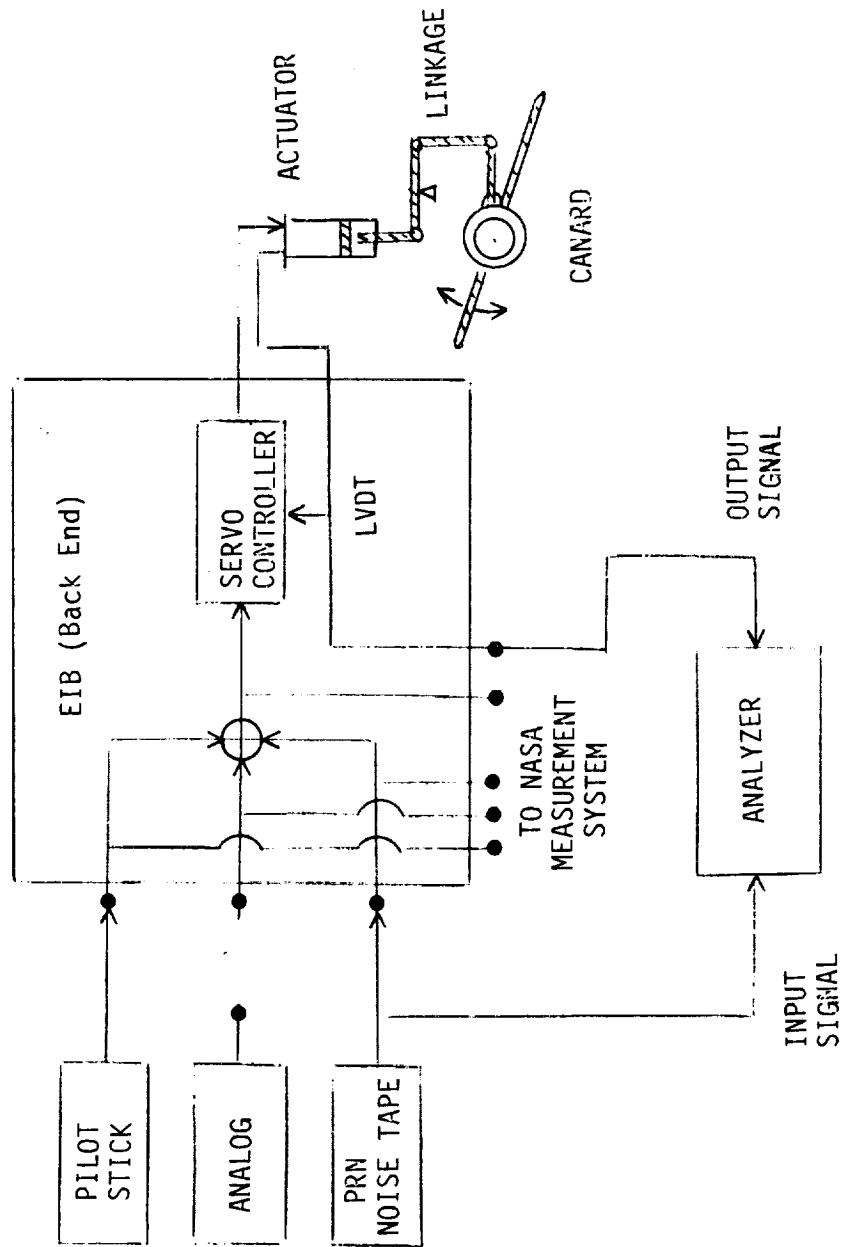 PILOT
STICK
ANALOG
PRN
NOISE TAPE
EIB (Back End)
SERVO
CONTROLLER
LVDT
TO NASA
MEASUREMENT
SYSTEM
ACTUATOR
LINKAGE
CANARD
INPUT
SIGNAL
ANALYZER
OUTPUT
SIGNAL